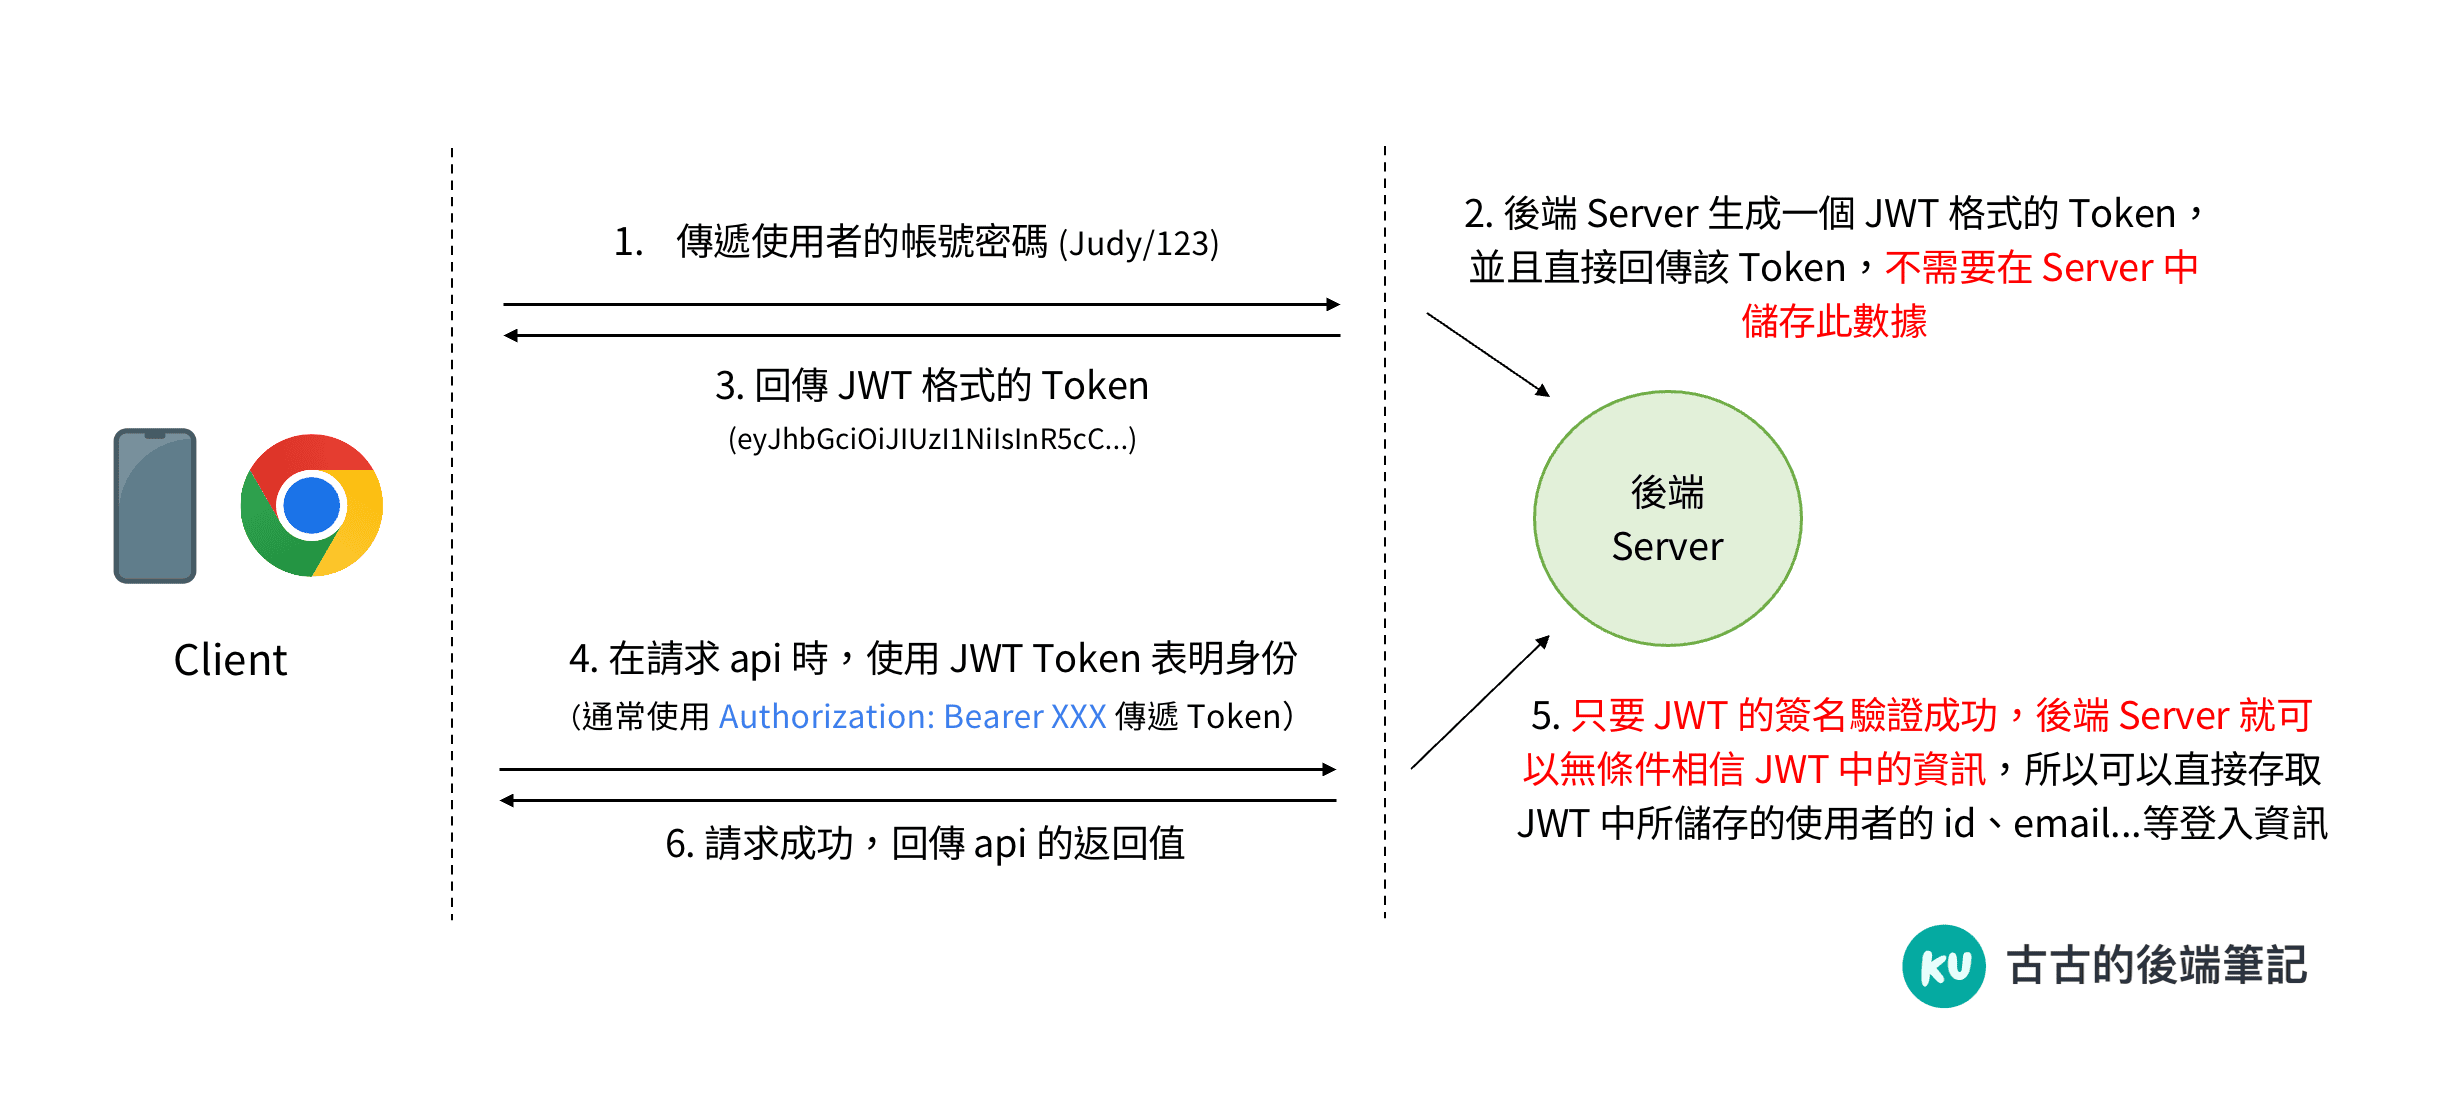 1. 傳遞使用者的帳號密碼 (Judy/123)
2. 後端 Server 生成一個 JWT 格式的 Token，
並且直接回傳該 Token，不需要在 Server 中
儲存此數據
3. 回傳 JWT 格式的 Token
(eyJhbGciOiJIUzI1NiIsInR5cC...)
後端
Server
Client
4. 在請求 api 時，使用 JWT Token 表明身份
（通常使用 Authorization: Bearer XXX 傳遞 Token）
5. 只要 JWT 的簽名驗證成功，後端 Server 就可
以無條件相信 JWT 中的資訊，所以可以直接存取
JWT 中所儲存的使用者的 id、email...等登入資訊
6. 請求成功，回傳 api 的返回值
KU 古古的後端筆記